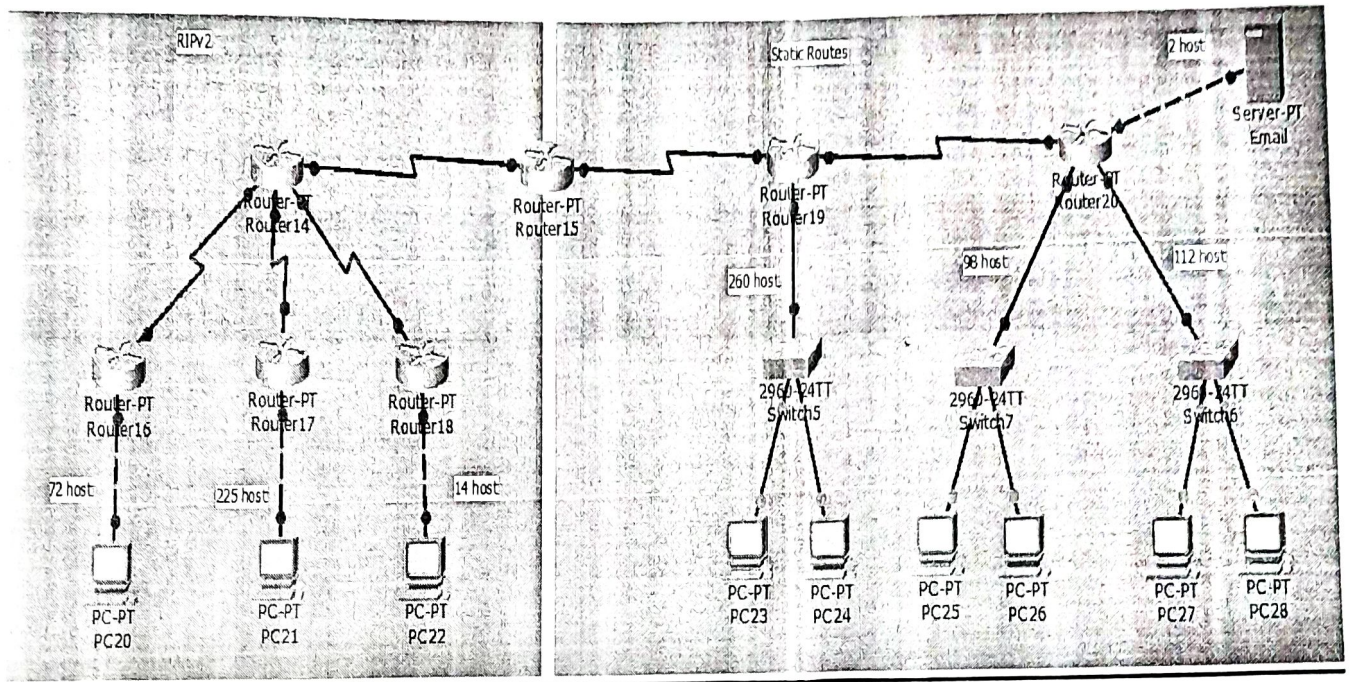 RIPv2
Static Routes
2 host
Server-PT
Email
Router-PT
Router14
Router-PT
Router15
Router-PT
Router19
Router-PT
Router20
260 host
98 host
112 host
Router-PT
Router16
Router-PT
Router17
Router-PT
Router18
2960-24TT
Switch5
2960-24TT
Switch7
2960-24TT
Switch6
72 host
225 host
14 host
PC-PT
PC20
PC-PT
PC21
PC-PT
PC22
PC-PT
PC23
PC-PT
PC24
PC-PT
PC25
PC-PT
PC26
PC-PT
PC27
PC-PT
PC28